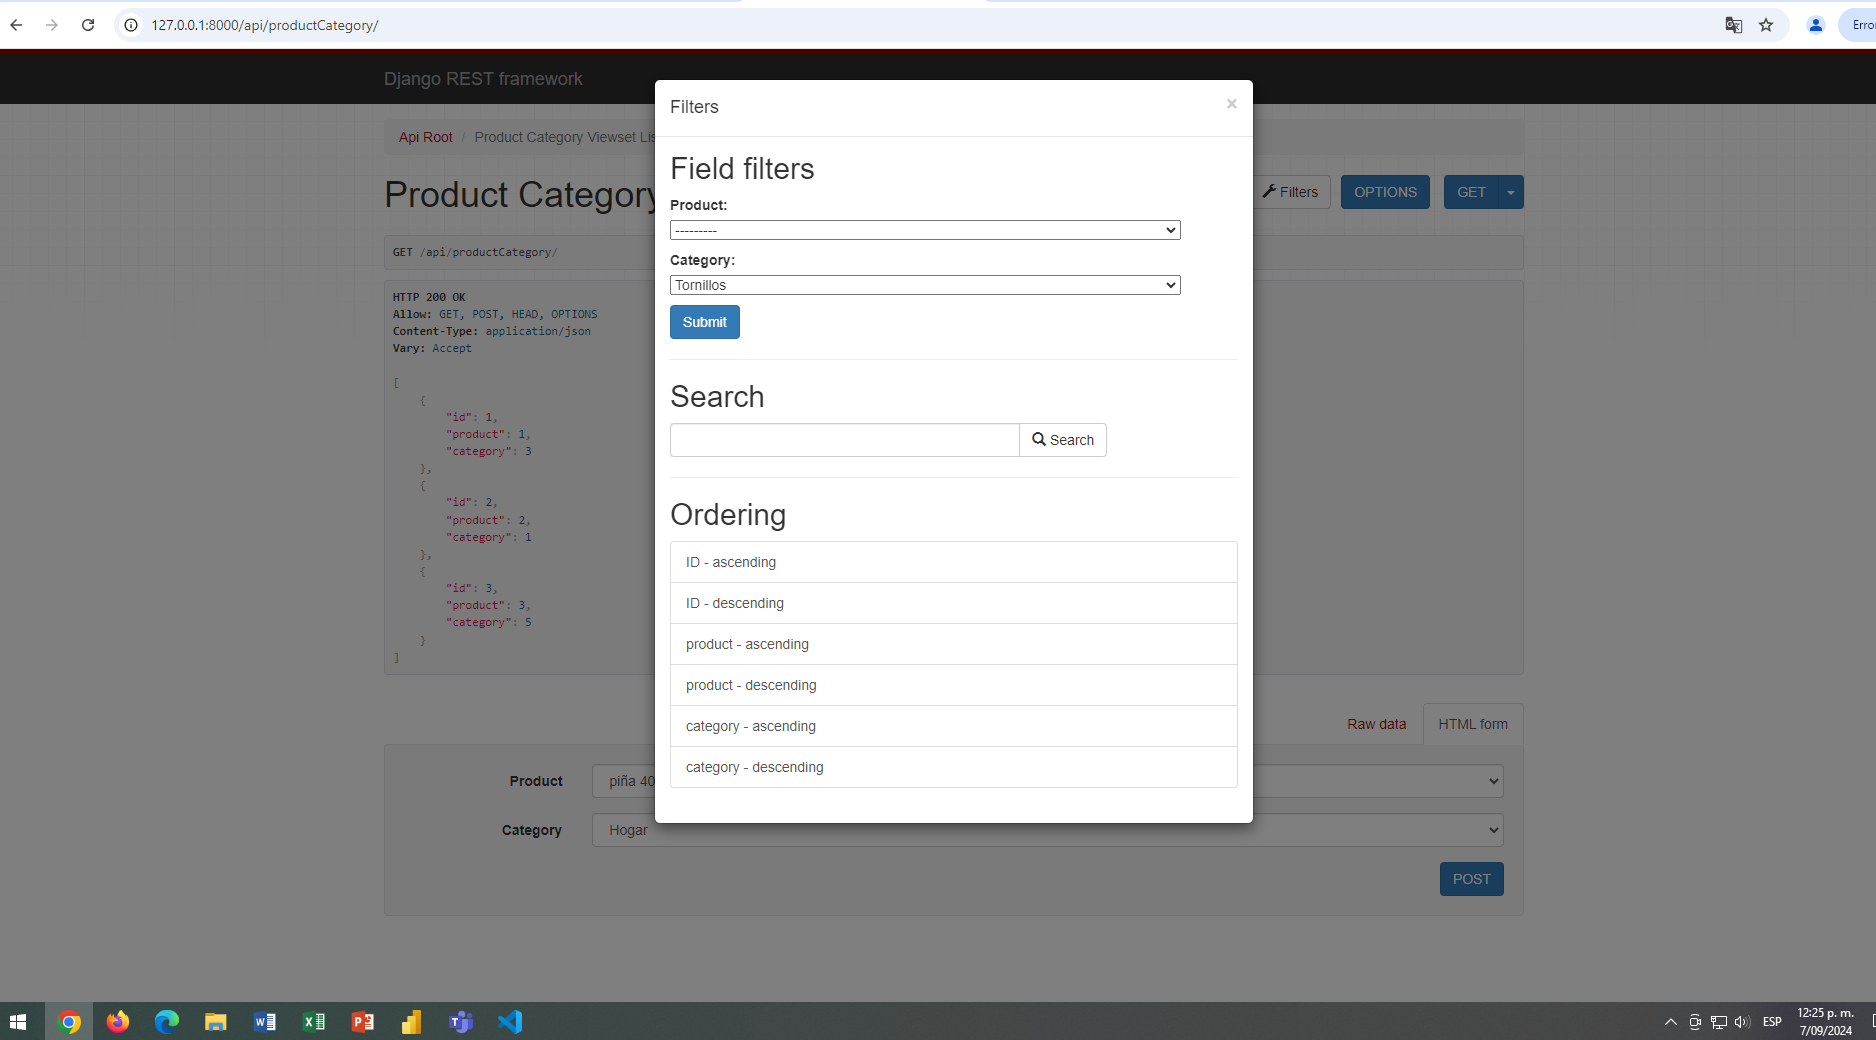 127.0.0.1:8000/api/productCategory/
Erro
Django REST framework
Filters
×
Api Root / Product Category Viewset Lis
Product Category
Filters
OPTIONS
GET
Field filters
Product:
---------
Category:
Tornillos
Submit
GET /api/productCategory/
HTTP 200 OK
Allow: GET, POST, HEAD, OPTIONS
Content-Type: application/json
Vary: Accept
[
{
"id": 1,
"product": 1,
"category": 3
},
{
"id": 2,
"product": 2,
"category": 1
},
{
"id": 3,
"product": 3,
"category": 5
}
]
Search
Search
Ordering
ID - ascending
ID - descending
product - ascending
product - descending
category - ascending
category - descending
Raw data
HTML form
Product
piña 40
Category
Hogar
POST
ESP
12:25 p. m.
7/09/2024